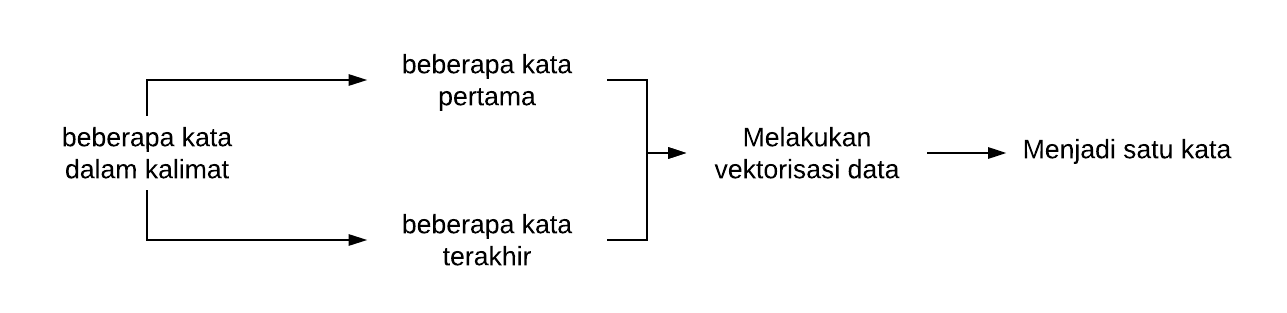 beberapa kata
dalam kalimat
beberapa kata
pertama
beberapa kata
terakhir
Melakukan
vektorisasi data
Menjadi satu kata